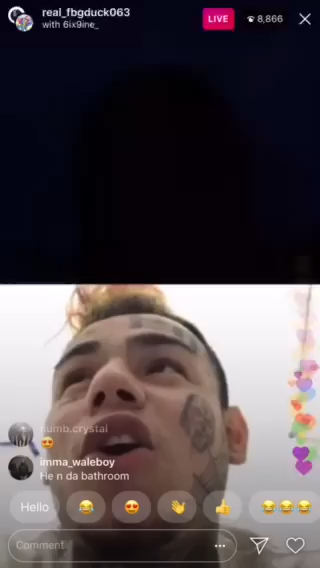 real_fbgduck063
with 6ix9ine_
LIVE
8,866
numb.crystal
😍
imma_waleboy
He n da bathroom
Hello 😂 😍 👋 👍 😂😂😂
Comment